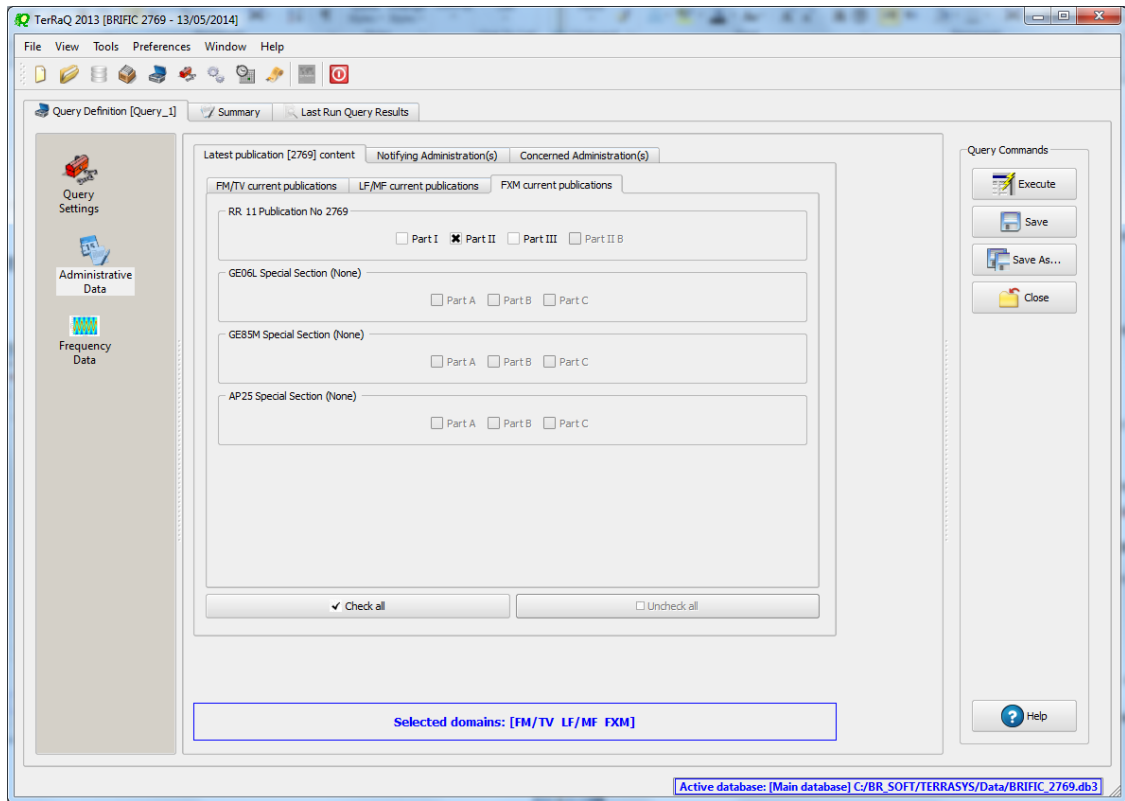 TerRaQ 2013 [BRIFIC 2769 - 13/05/2014]
File View Tools Preferences Window Help
Query Definition [Query_1] Summary Last Run Query Results
Query Settings
Administrative Data
Frequency Data
Latest publication [2769] content Notifying Administration(s) Concerned Administration(s)
FM/TV current publications LF/MF current publications FXM current publications
RR 11 Publication No 2769
Part I Part II Part III Part II B
GE06L Special Section (None)
Part A Part B Part C
GE85M Special Section (None)
Part A Part B Part C
AP25 Special Section (None)
Part A Part B Part C
Check all Uncheck all
Selected domains: [FM/TV LF/MF FXM]
Query Commands
Execute
Save
Save As...
Close
Help
Active database: [Main database] C:/BR_SOFT/TERRASYS/Data/BRIFIC_2769.db3